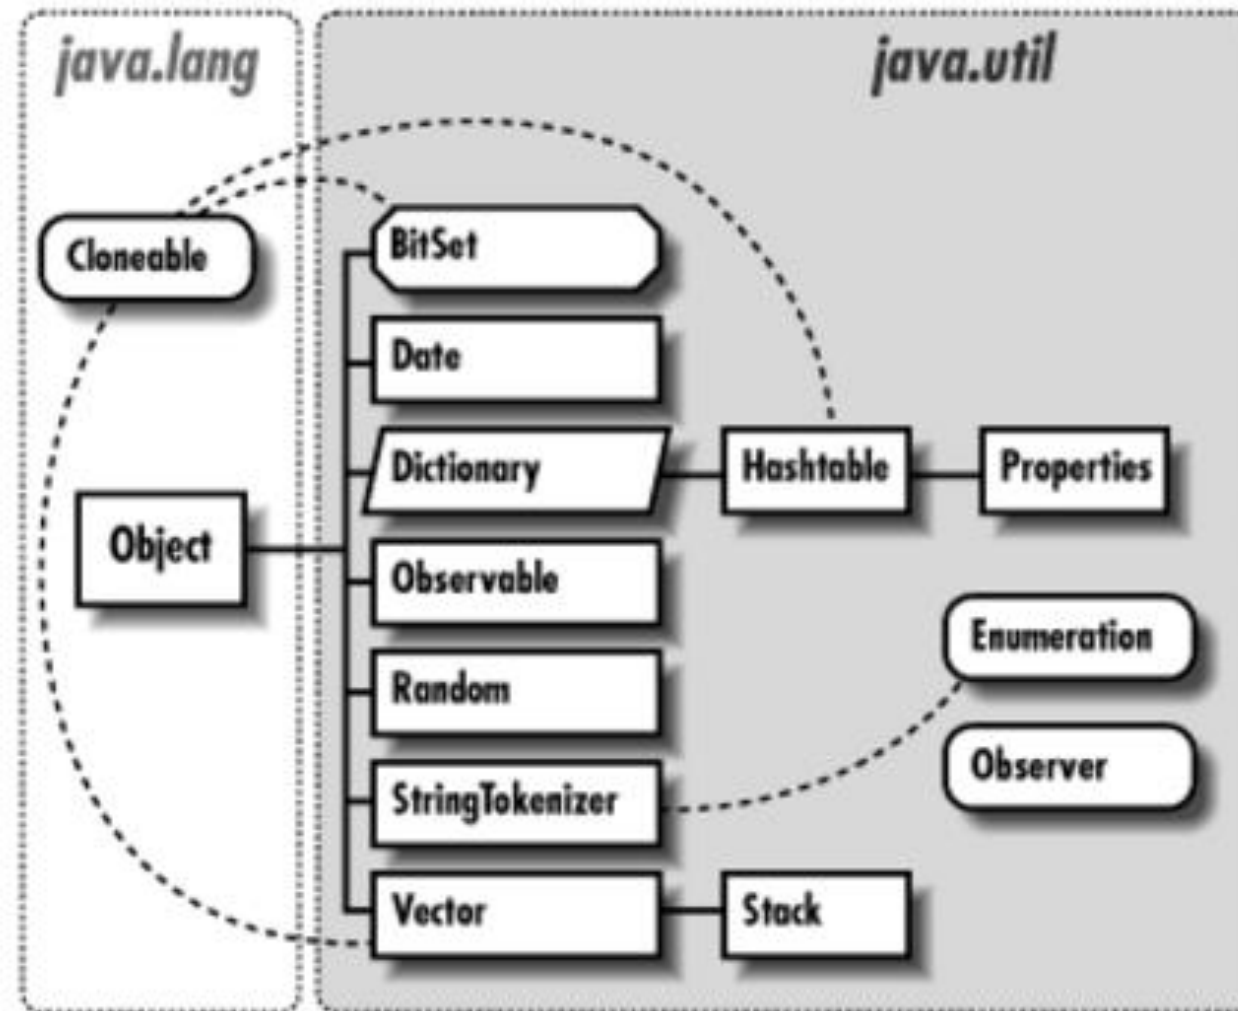 java.lang
java.util
Cloneable
BitSet
Date
Dictionary
Hashtable
Properties
Object
Observable
Enumeration
Random
Observer
StringTokenizer
Vector
Stack